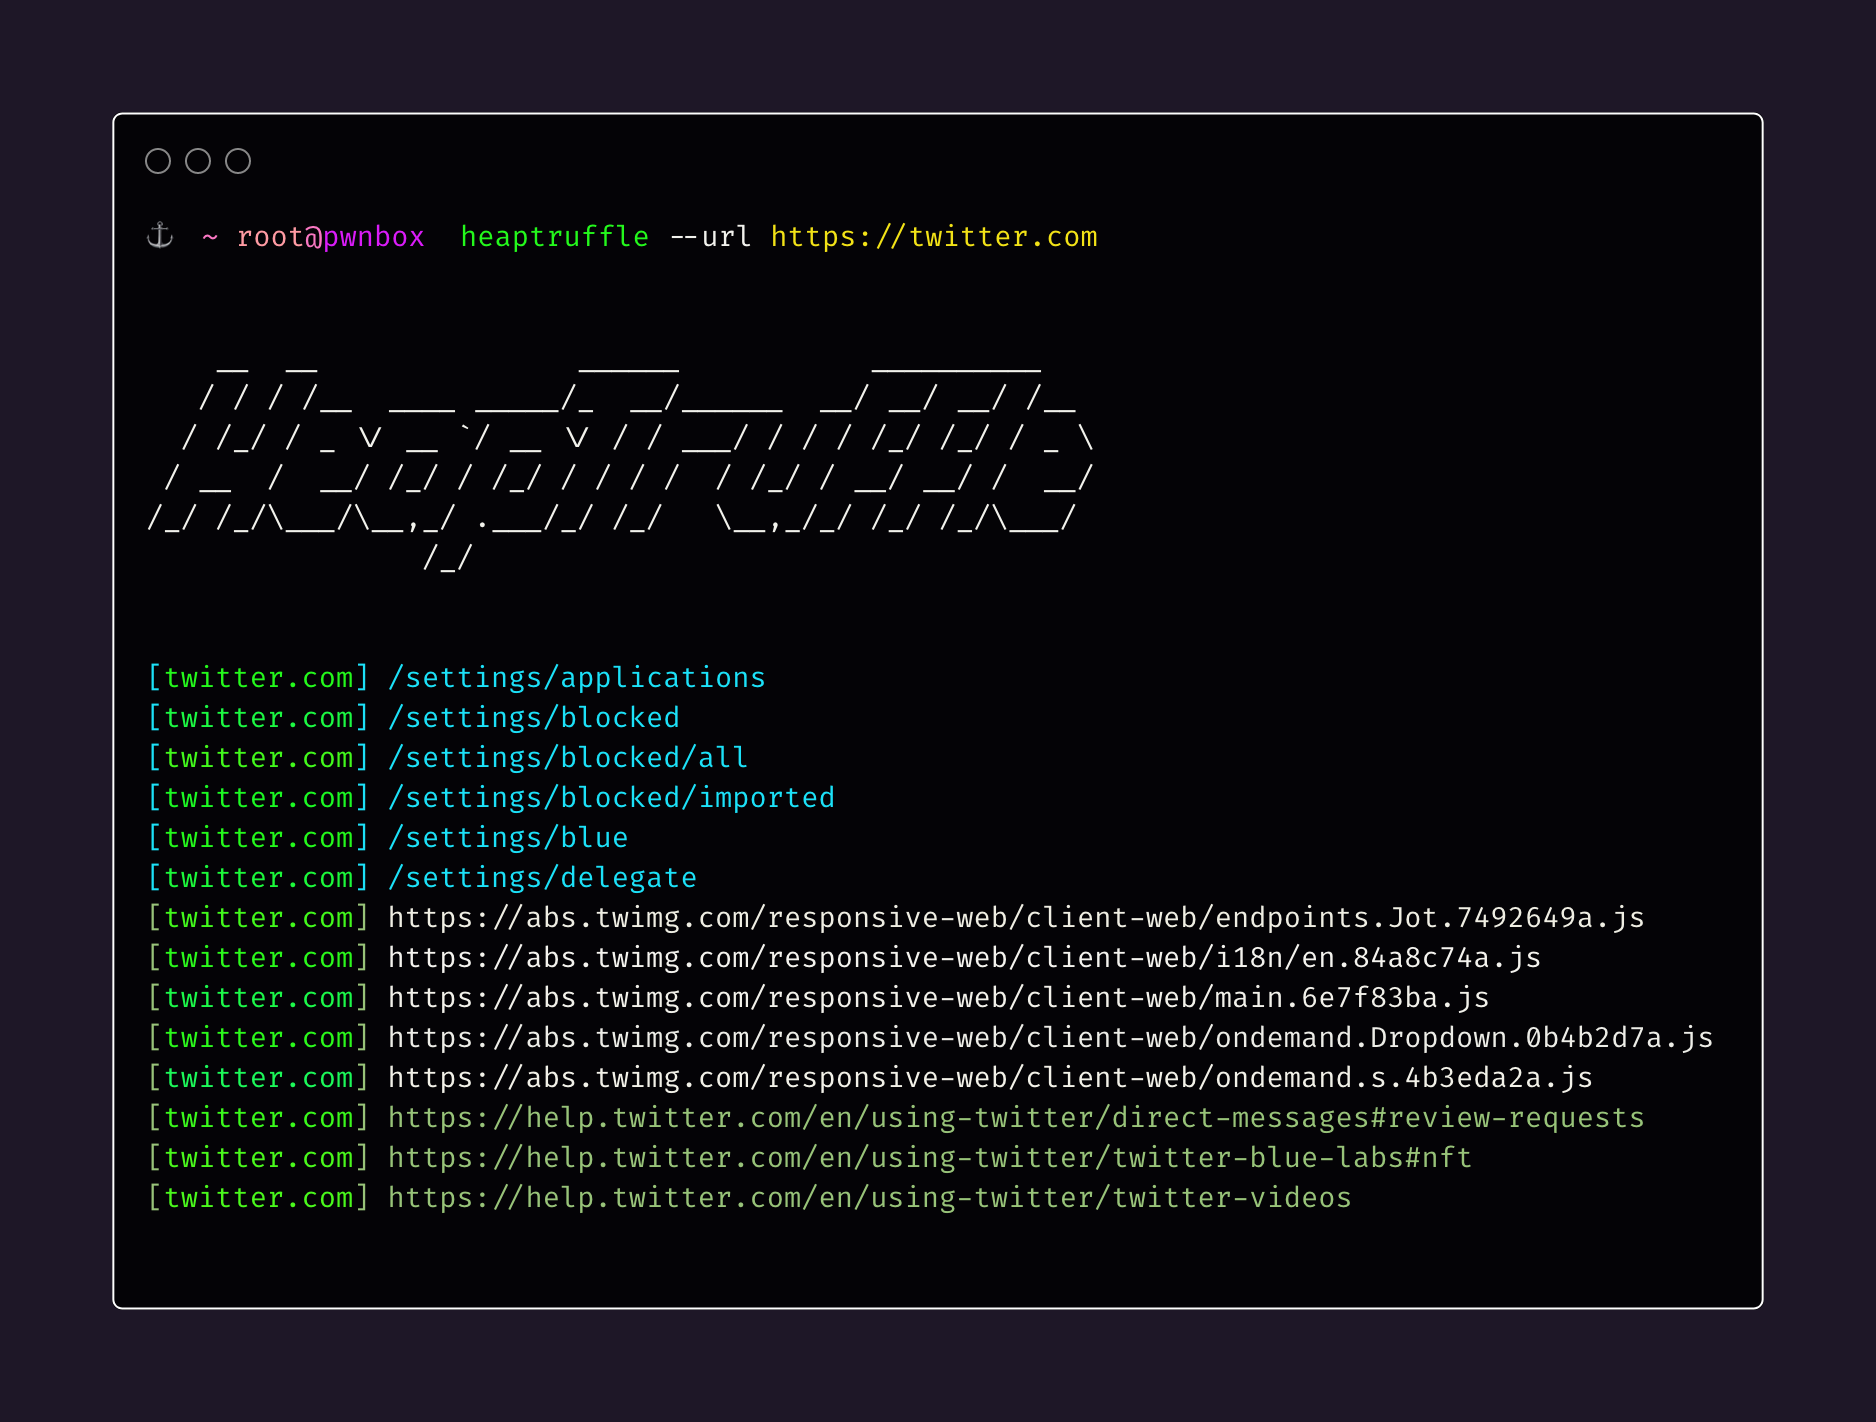 ⚓ ~ root@pwnbox heaptruffle --url https://twitter.com
HeapTruffle
[twitter.com] /settings/applications
[twitter.com] /settings/blocked
[twitter.com] /settings/blocked/all
[twitter.com] /settings/blocked/imported
[twitter.com] /settings/blue
[twitter.com] /settings/delegate
[twitter.com] https://abs.twimg.com/responsive-web/client-web/endpoints.Jot.7492649a.js
[twitter.com] https://abs.twimg.com/responsive-web/client-web/i18n/en.84a8c74a.js
[twitter.com] https://abs.twimg.com/responsive-web/client-web/main.6e7f83ba.js
[twitter.com] https://abs.twimg.com/responsive-web/client-web/ondemand.Dropdown.0b4b2d7a.js
[twitter.com] https://abs.twimg.com/responsive-web/client-web/ondemand.s.4b3eda2a.js
[twitter.com] https://help.twitter.com/en/using-twitter/direct-messages#review-requests
[twitter.com] https://help.twitter.com/en/using-twitter/twitter-blue-labs#nft
[twitter.com] https://help.twitter.com/en/using-twitter/twitter-videos